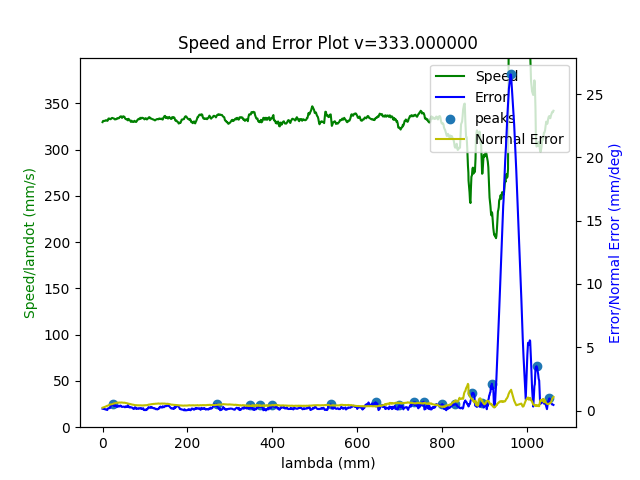 Speed and Error Plot v=333.000000
Speed
Error
peaks
Normal Error
Speed/lamdot (mm/s)
350
300
250
200
150
100
50
0
25
20
15
10
5
0
Error/Normal Error (mm/deg)
0 200 400 600 800 1000
lambda (mm)